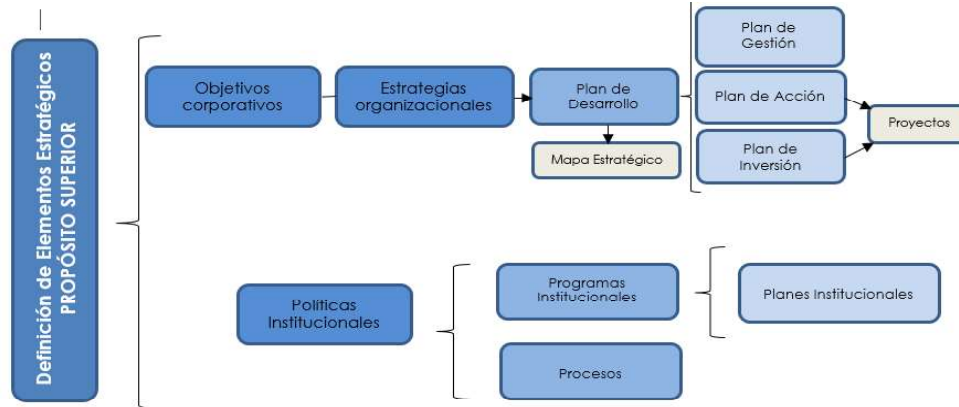 Definición de Elementos Estratégicos
PROPÓSITO SUPERIOR
Objetivos
corporativos
Estrategias
organizacionales
Plan de
Desarrollo
Mapa Estratégico
Plan de
Gestión
Plan de Acción
Plan de
Inversión
Proyectos
Políticas
Institucionales
Programas
Institucionales
Procesos
Planes Institucionales